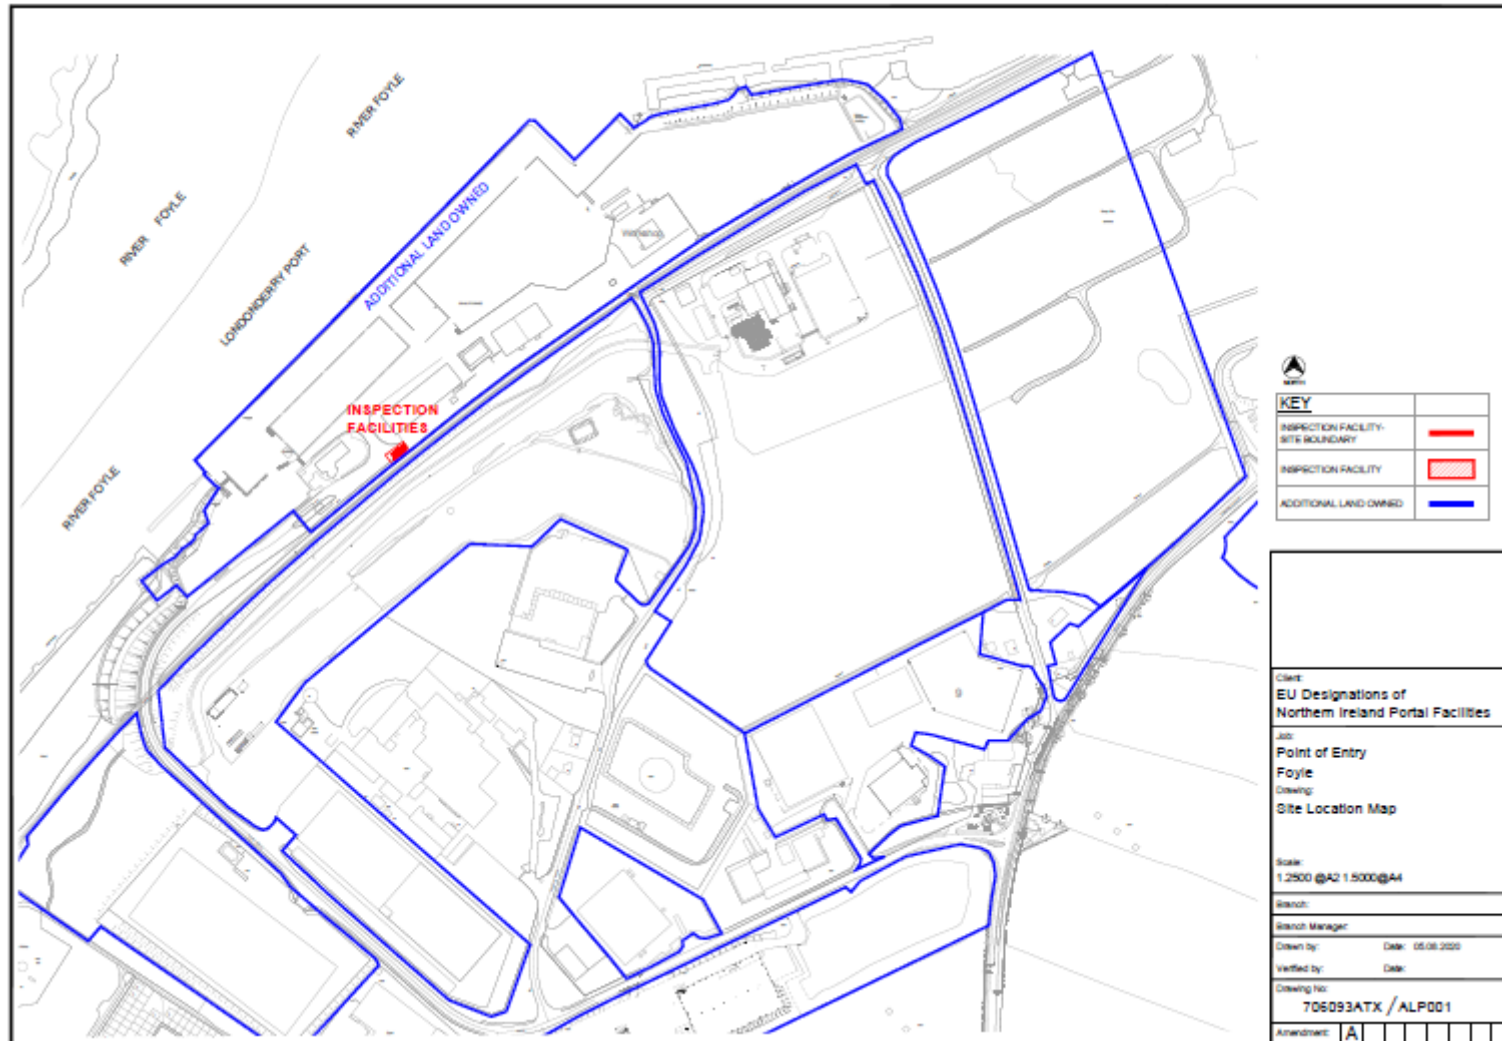 RIVER FOYLE
RIVER FOYLE
LONDONDERRY PORT
ADDITIONAL LAND OWNED
INSPECTION
FACILITIES
RIVER FOYLE
9
NORTH
KEY
INSPECTION FACILITY-
SITE BOUNDARY
INSPECTION FACILITY
ADDITIONAL LAND OWNED
Client:
EU Designations of
Northern Ireland Portal Facilities
Job:
Point of Entry
Foyle
Drawing:
Site Location Map
Scale:
1.2500 @A2 1.5000@A4
Branch:
Branch Manager:
Drawn by: Date: 05.08.2020
Verified by: Date:
Drawing No:
706093ATX / ALP001
Amendment: A